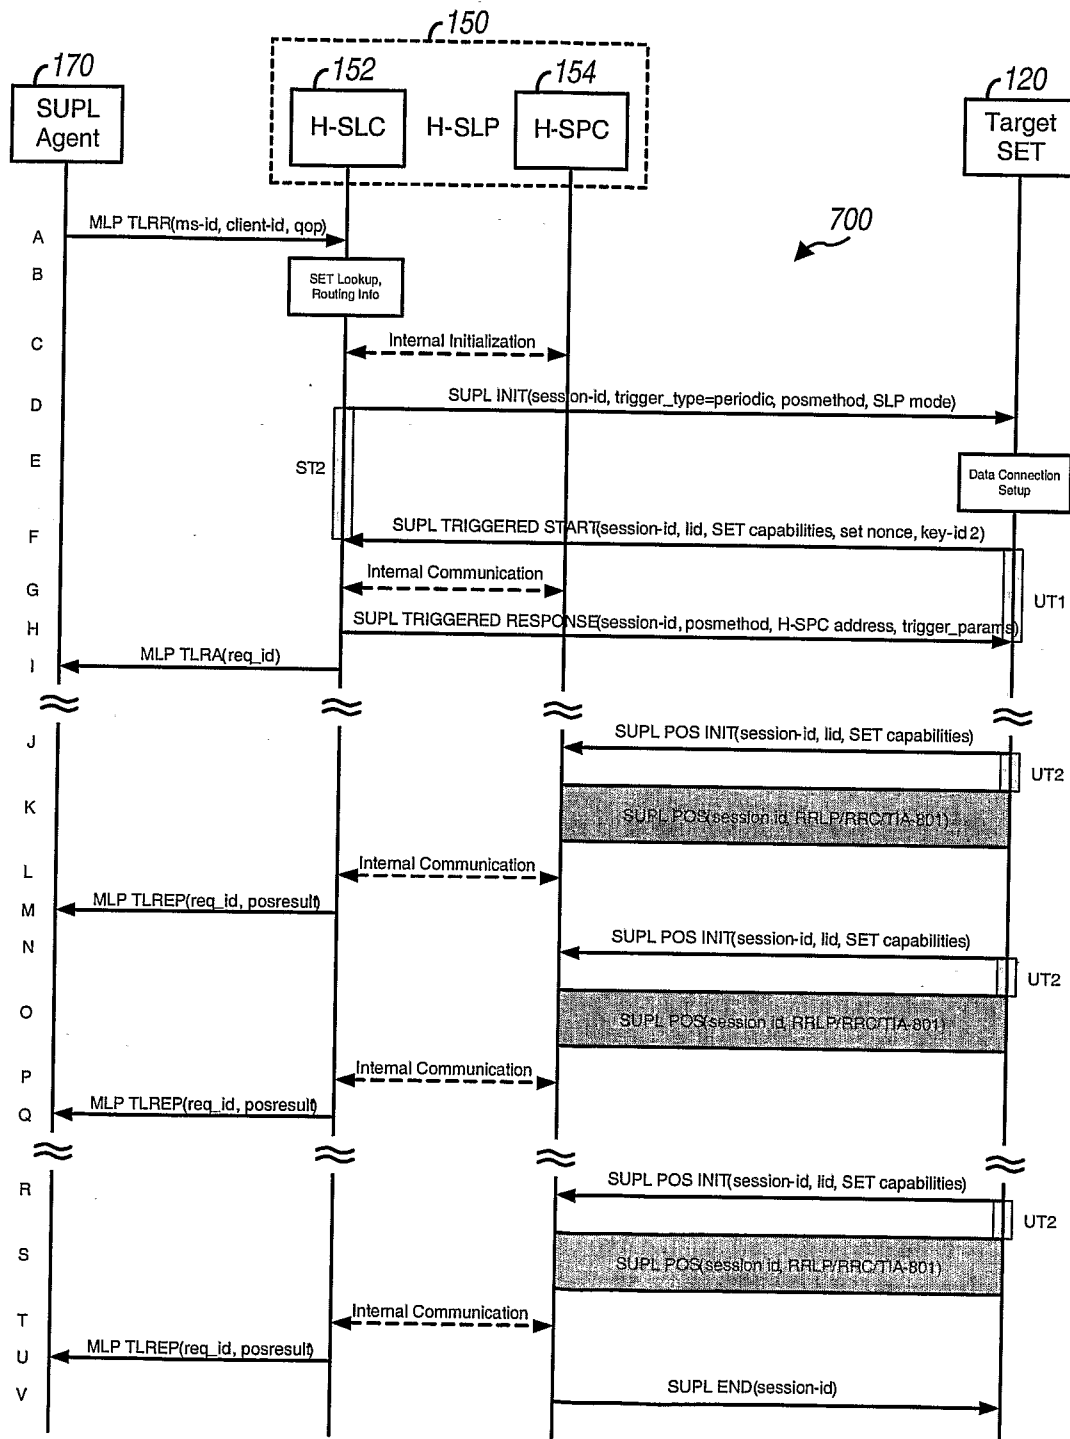 150
170
152
154
120
SUPL
Agent
H-SLC
H-SLP
H-SPC
Target
SET
700
A
MLP TLRR(ms-id, client-id, qop)
B
SET Lookup,
Routing Info
C
Internal Initialization
D
SUPL INIT(session-id, trigger_type=periodic, posmethod, SLP mode)
E
ST2
Data Connection
Setup
F
SUPL TRIGGERED START(session-id, lid, SET capabilities, set nonce, key-id 2)
G
Internal Communication
UT1
H
SUPL TRIGGERED RESPONSE(session-id, posmethod, H-SPC address, trigger_params)
I
MLP TLRA(req_id)
J
SUPL POS INIT(session-id, lid, SET capabilities)
UT2
K
SUPL POS(session id, RRLP/RRC/TIA-801)
L
Internal Communication
M
MLP TLREP(req_id, posresult)
N
SUPL POS INIT(session-id, lid, SET capabilities)
UT2
O
SUPL POS(session id, RRLP/RRC/TIA-801)
P
Internal Communication
Q
MLP TLREP(req_id, posresult)
R
SUPL POS INIT(session-id, lid, SET capabilities)
UT2
S
SUPL POS(session id, RRLP/RRC/TIA-801)
T
Internal Communication
U
MLP TLREP(req_id, posresult)
V
SUPL END(session-id)